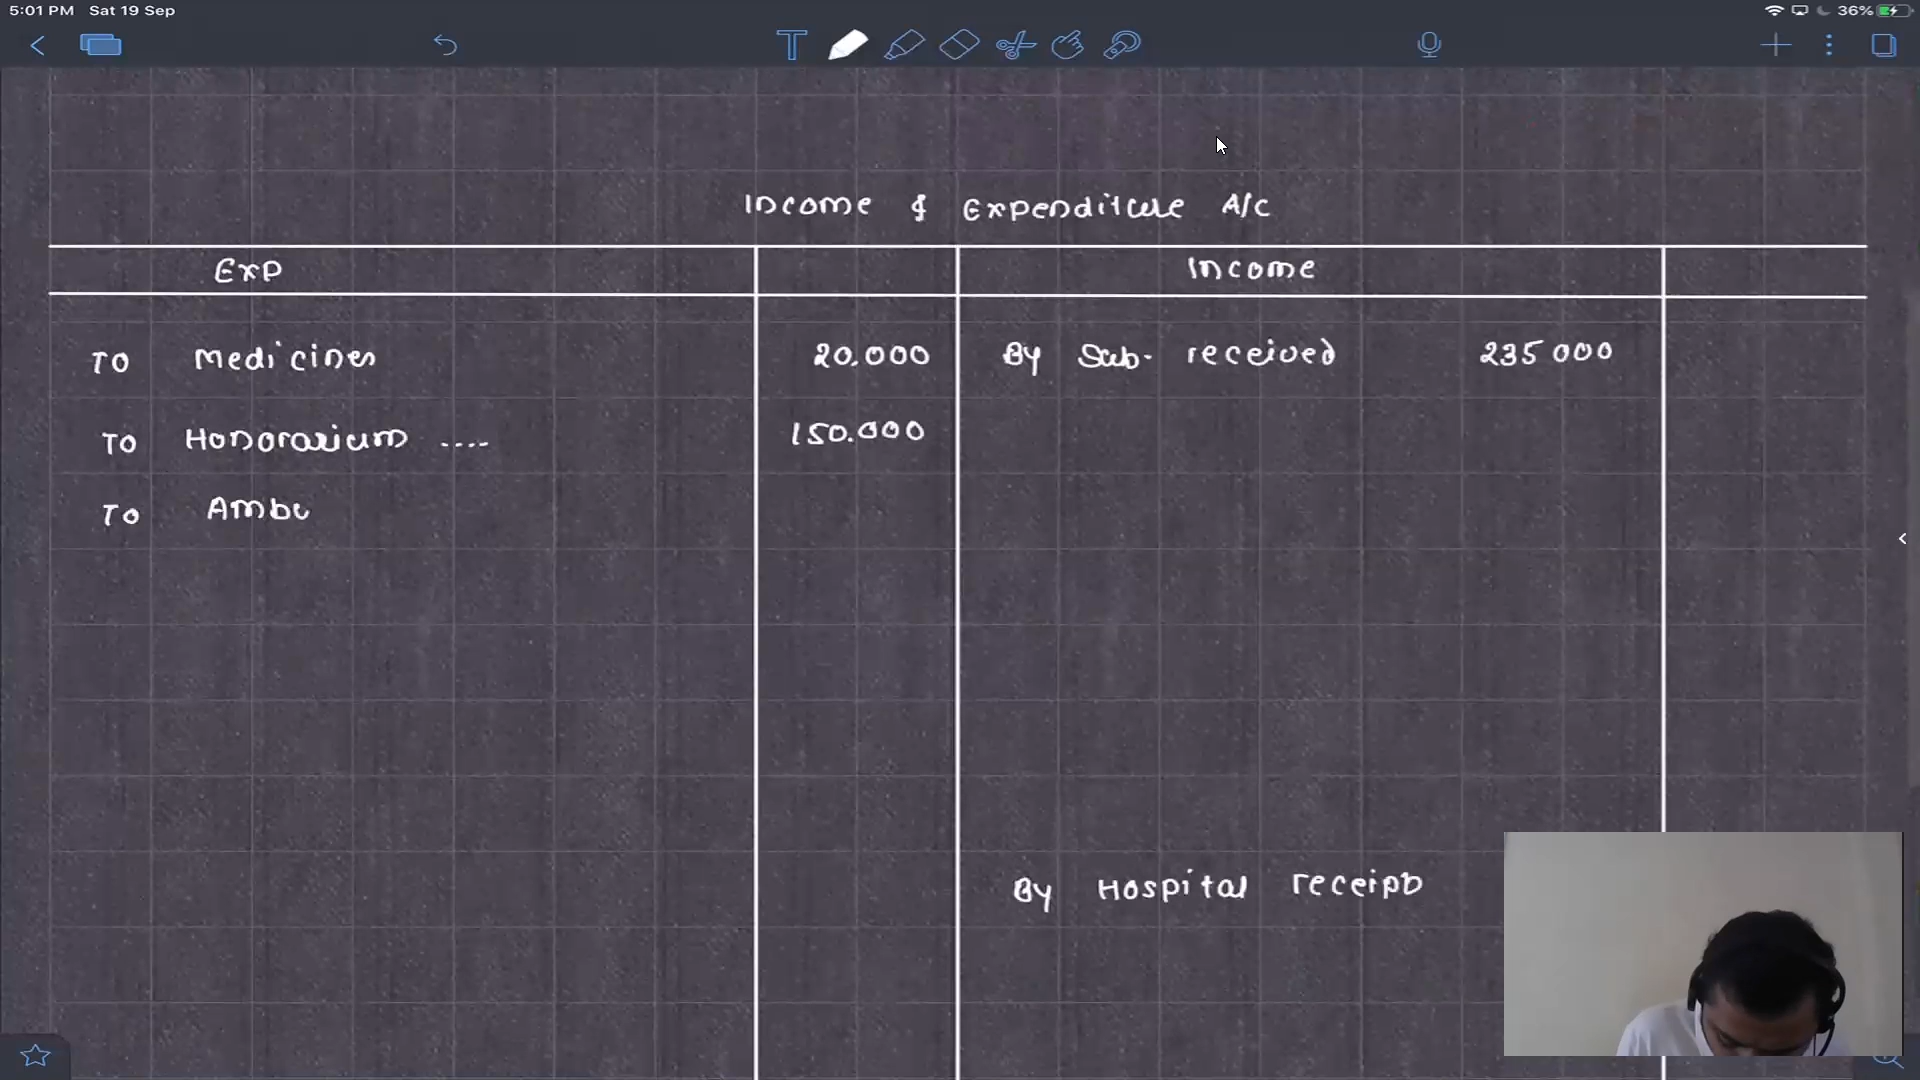 5:01 PM Sat 19 Sep 36%
Income & Expenditure A/c
Exp Income
To Medicines 20,000 By Sub. received 235000
To Honorarium .... 150.000
To Ambu
By Hospital receipts